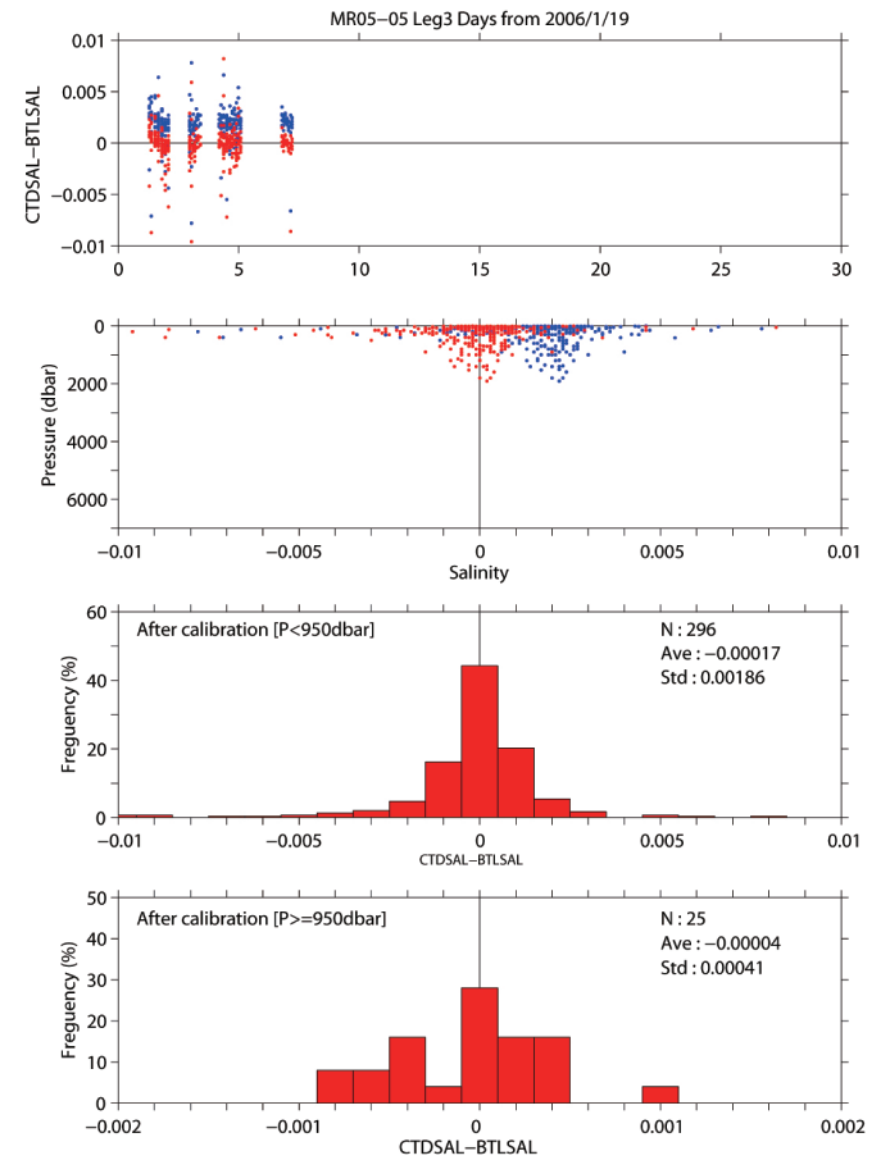 MR05−05 Leg3 Days from 2006/1/19
CTDSAL−BTLSAL
0.01
0.005
0
−0.005
−0.01
0 5 10 15 20 25 30
Pressure (dbar)
0
2000
4000
6000
−0.01 −0.005 0 0.005 0.01
Salinity
Freguency (%)
60
40
20
0
After calibration [P<950dbar]
N : 296
Ave : −0.00017
Std : 0.00186
−0.01 −0.005 0 0.005 0.01
CTDSAL−BTLSAL
Freguency (%)
50
40
30
20
10
0
After calibration [P>=950dbar]
N : 25
Ave : −0.00004
Std : 0.00041
−0.002 −0.001 0 0.001 0.002
CTDSAL−BTLSAL